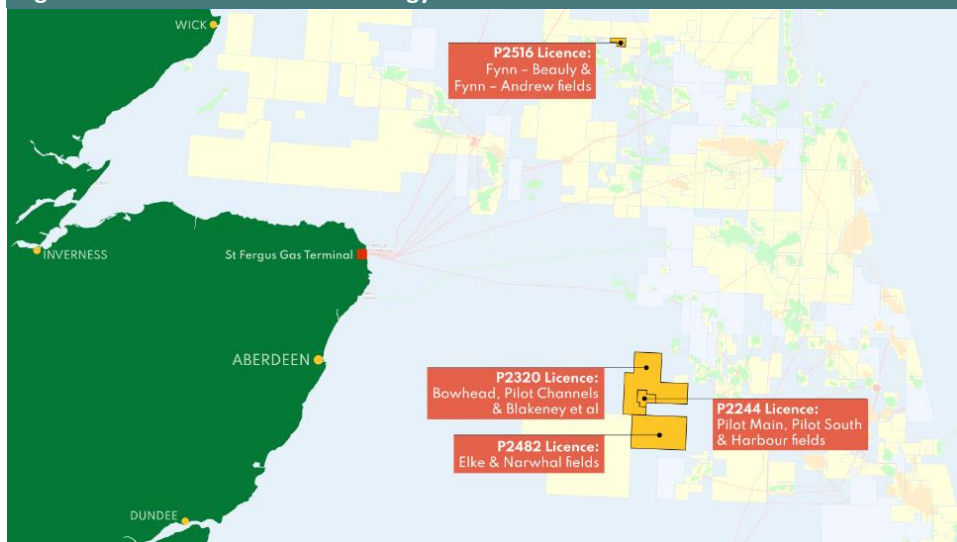 WICK
P2516 Licence:
Fynn – Beauly &
Fynn – Andrew fields
INVERNESS
St Fergus Gas Terminal
ABERDEEN
P2320 Licence:
Bowhead, Pilot Channels
& Blakeney et al
P2244 Licence:
Pilot Main, Pilot South
& Harbour fields
P2482 Licence:
Elke & Narwhal fields
DUNDEE